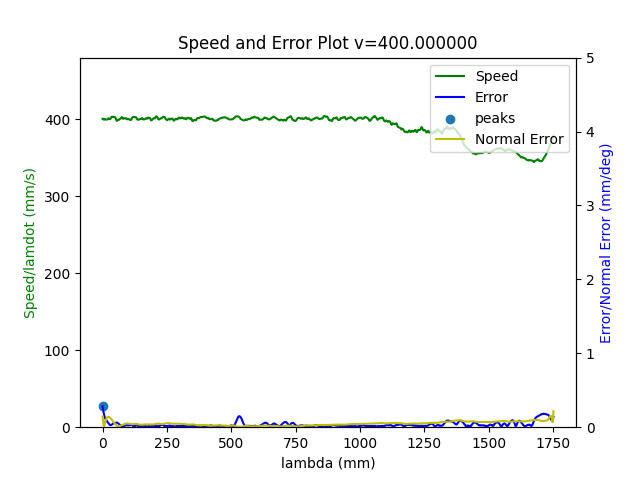 Speed and Error Plot v=400.000000
Speed
Error
peaks
Normal Error
Speed/lamdot (mm/s)
400
300
200
100
0
5
4
3
2
1
0
Error/Normal Error (mm/deg)
0 250 500 750 1000 1250 1500 1750
lambda (mm)